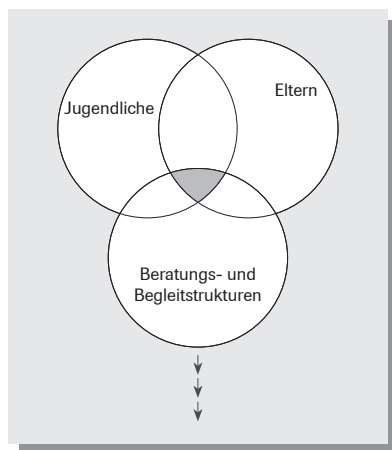 Jugendliche
Eltern
Beratungs- und
Begleitstrukturen